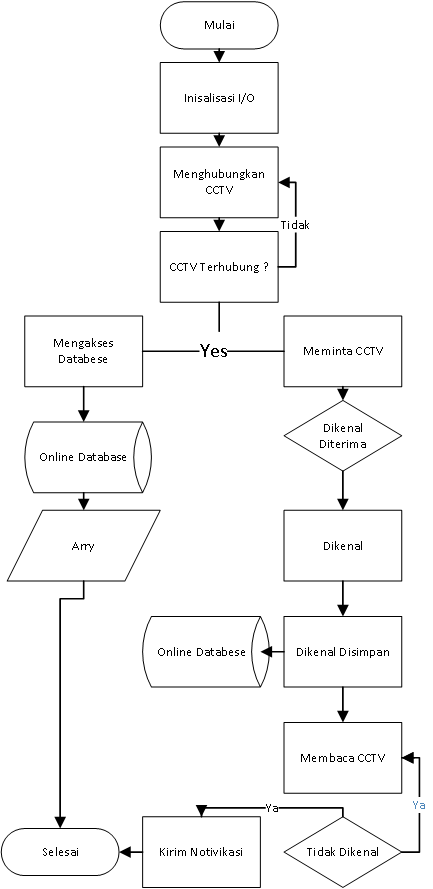 Mulai
Inisalisasi I/O
Menghubungkan
CCTV
Tidak
CCTV Terhubung ?
Yes
Mengakses
Databese
Meminta CCTV
Online Database
Dikenal
Diterima
Arry
Dikenal
Online Databese
Dikenal Disimpan
Membaca CCTV
Ya
Ya
Selesai
Kirim Notivikasi
Tidak Dikenal